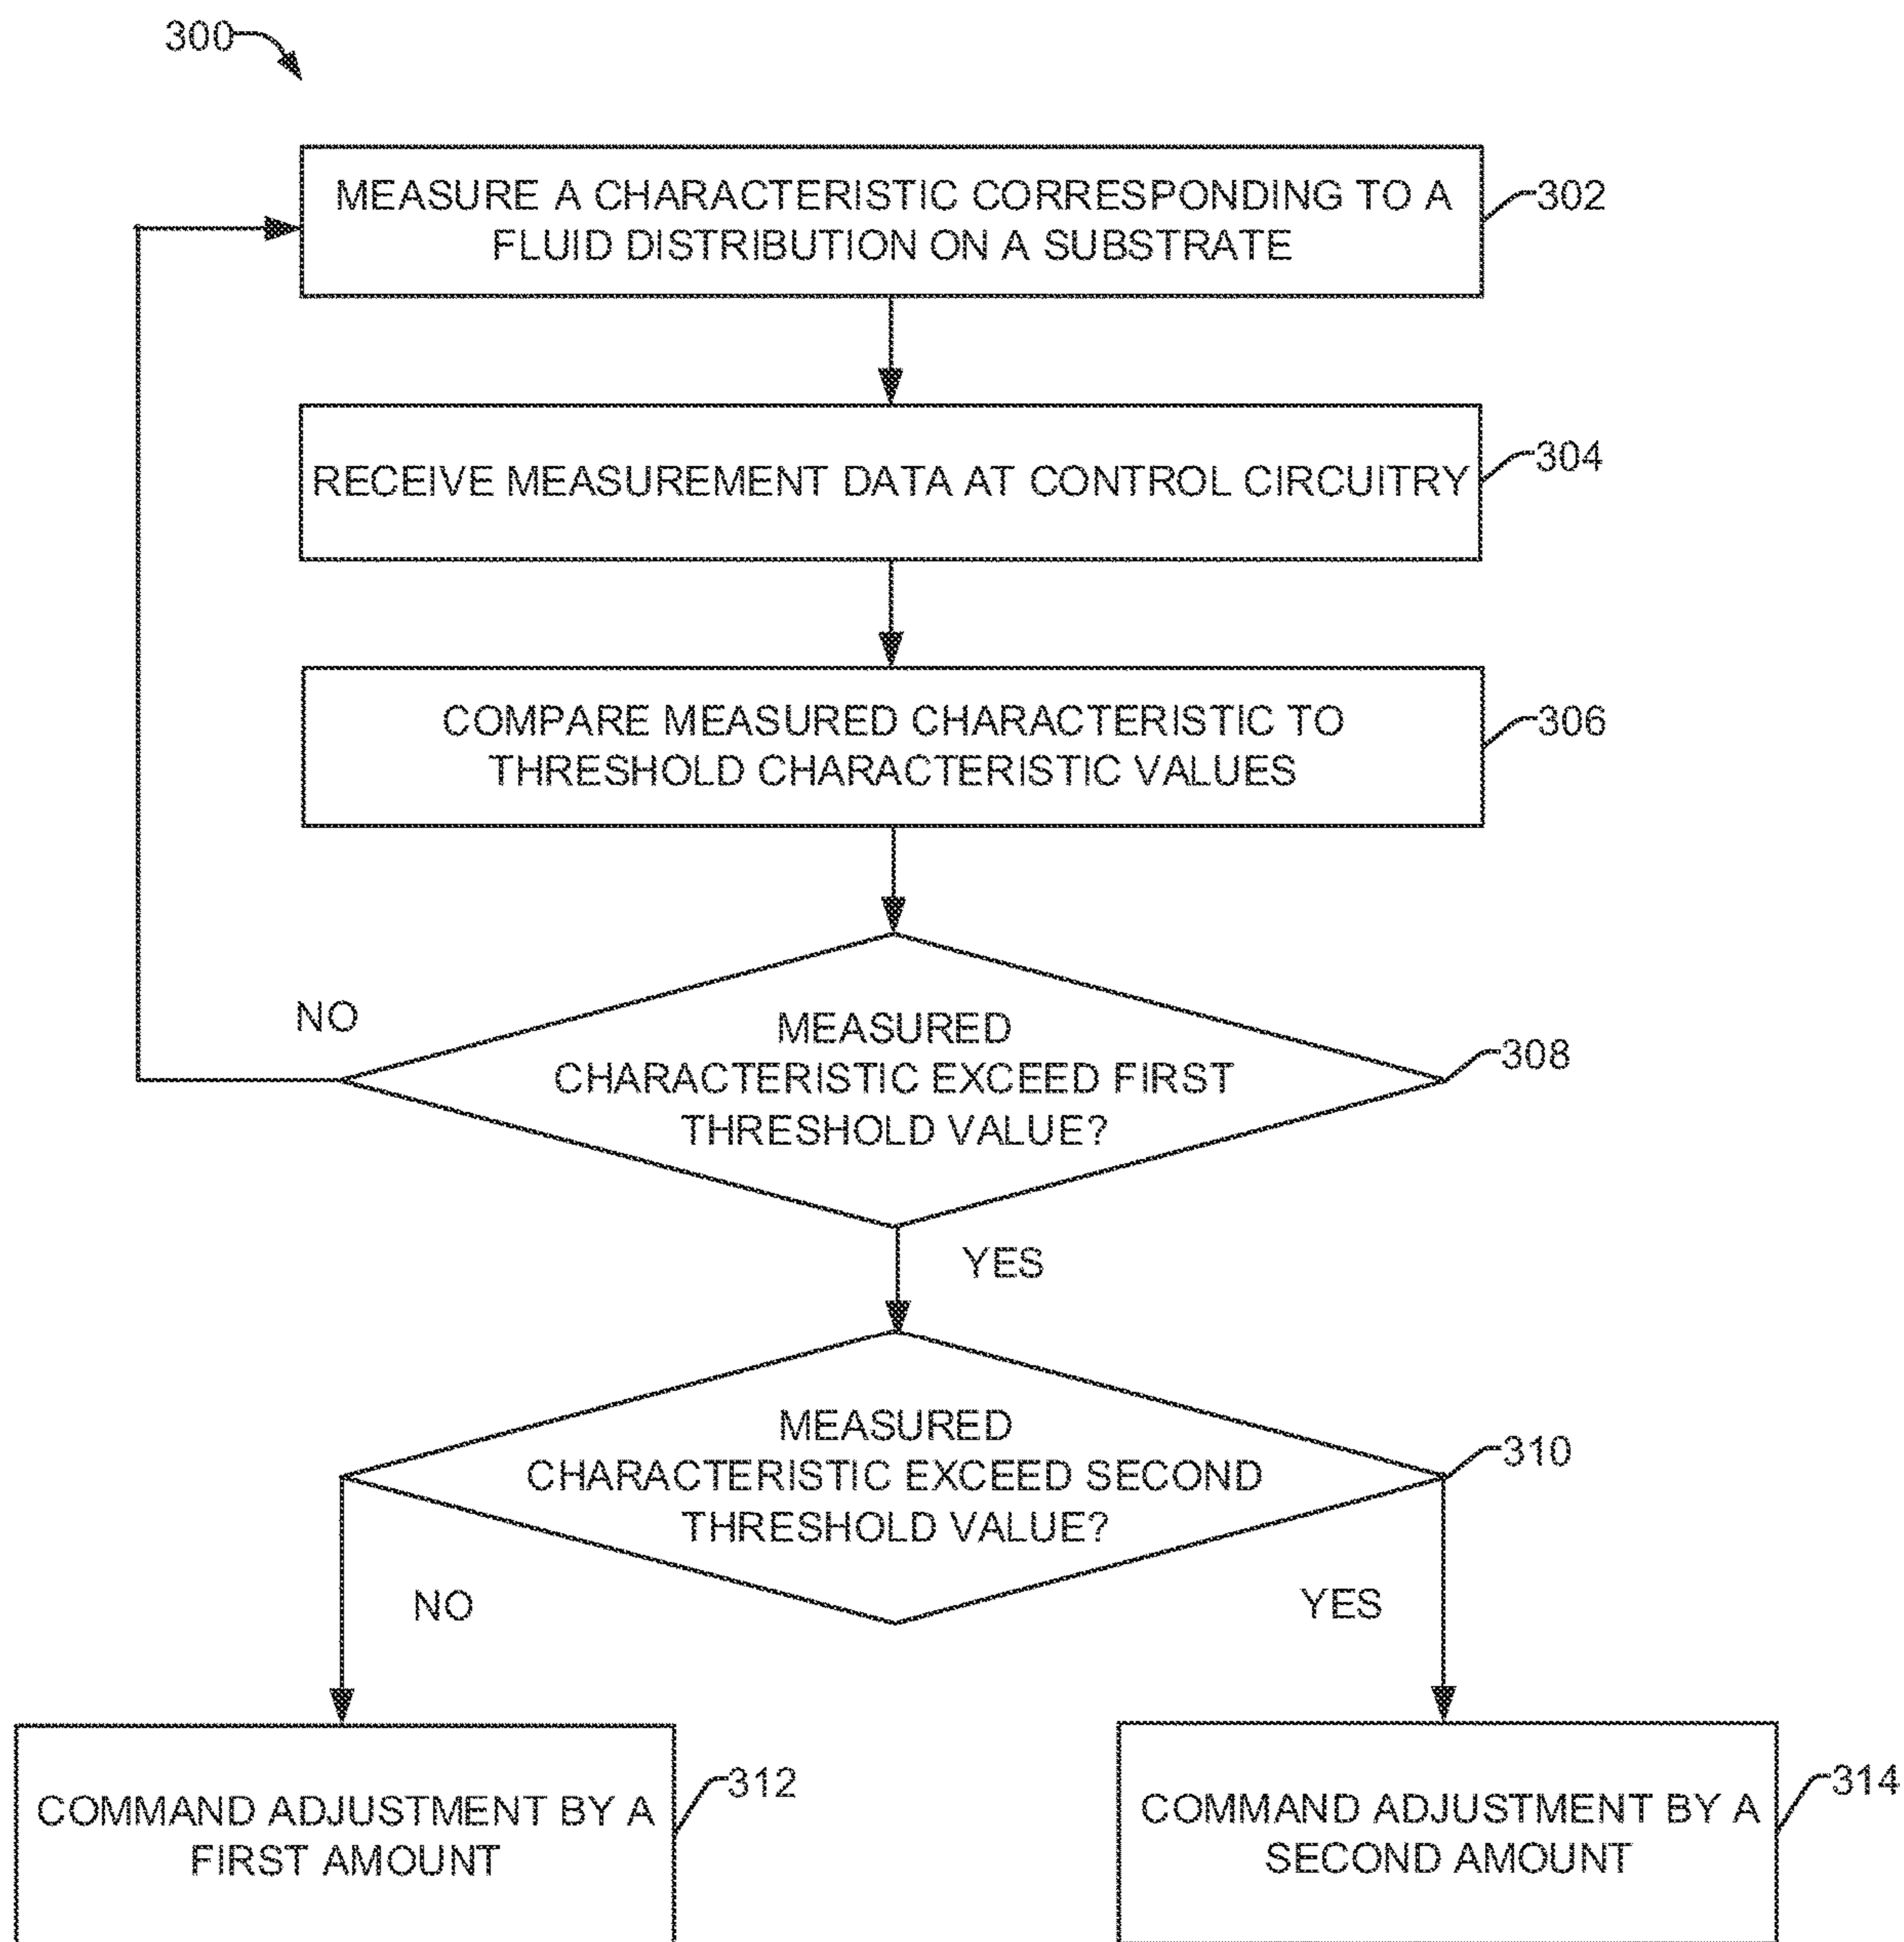 300
MEASURE A CHARACTERISTIC CORRESPONDING TO A
FLUID DISTRIBUTION ON A SUBSTRATE
302
RECEIVE MEASUREMENT DATA AT CONTROL CIRCUITRY
304
COMPARE MEASURED CHARACTERISTIC TO
THRESHOLD CHARACTERISTIC VALUES
306
NO
MEASURED
CHARACTERISTIC EXCEED FIRST
THRESHOLD VALUE?
308
YES
MEASURED
CHARACTERISTIC EXCEED SECOND
THRESHOLD VALUE?
310
NO
YES
COMMAND ADJUSTMENT BY A
FIRST AMOUNT
312
COMMAND ADJUSTMENT BY A
SECOND AMOUNT
314